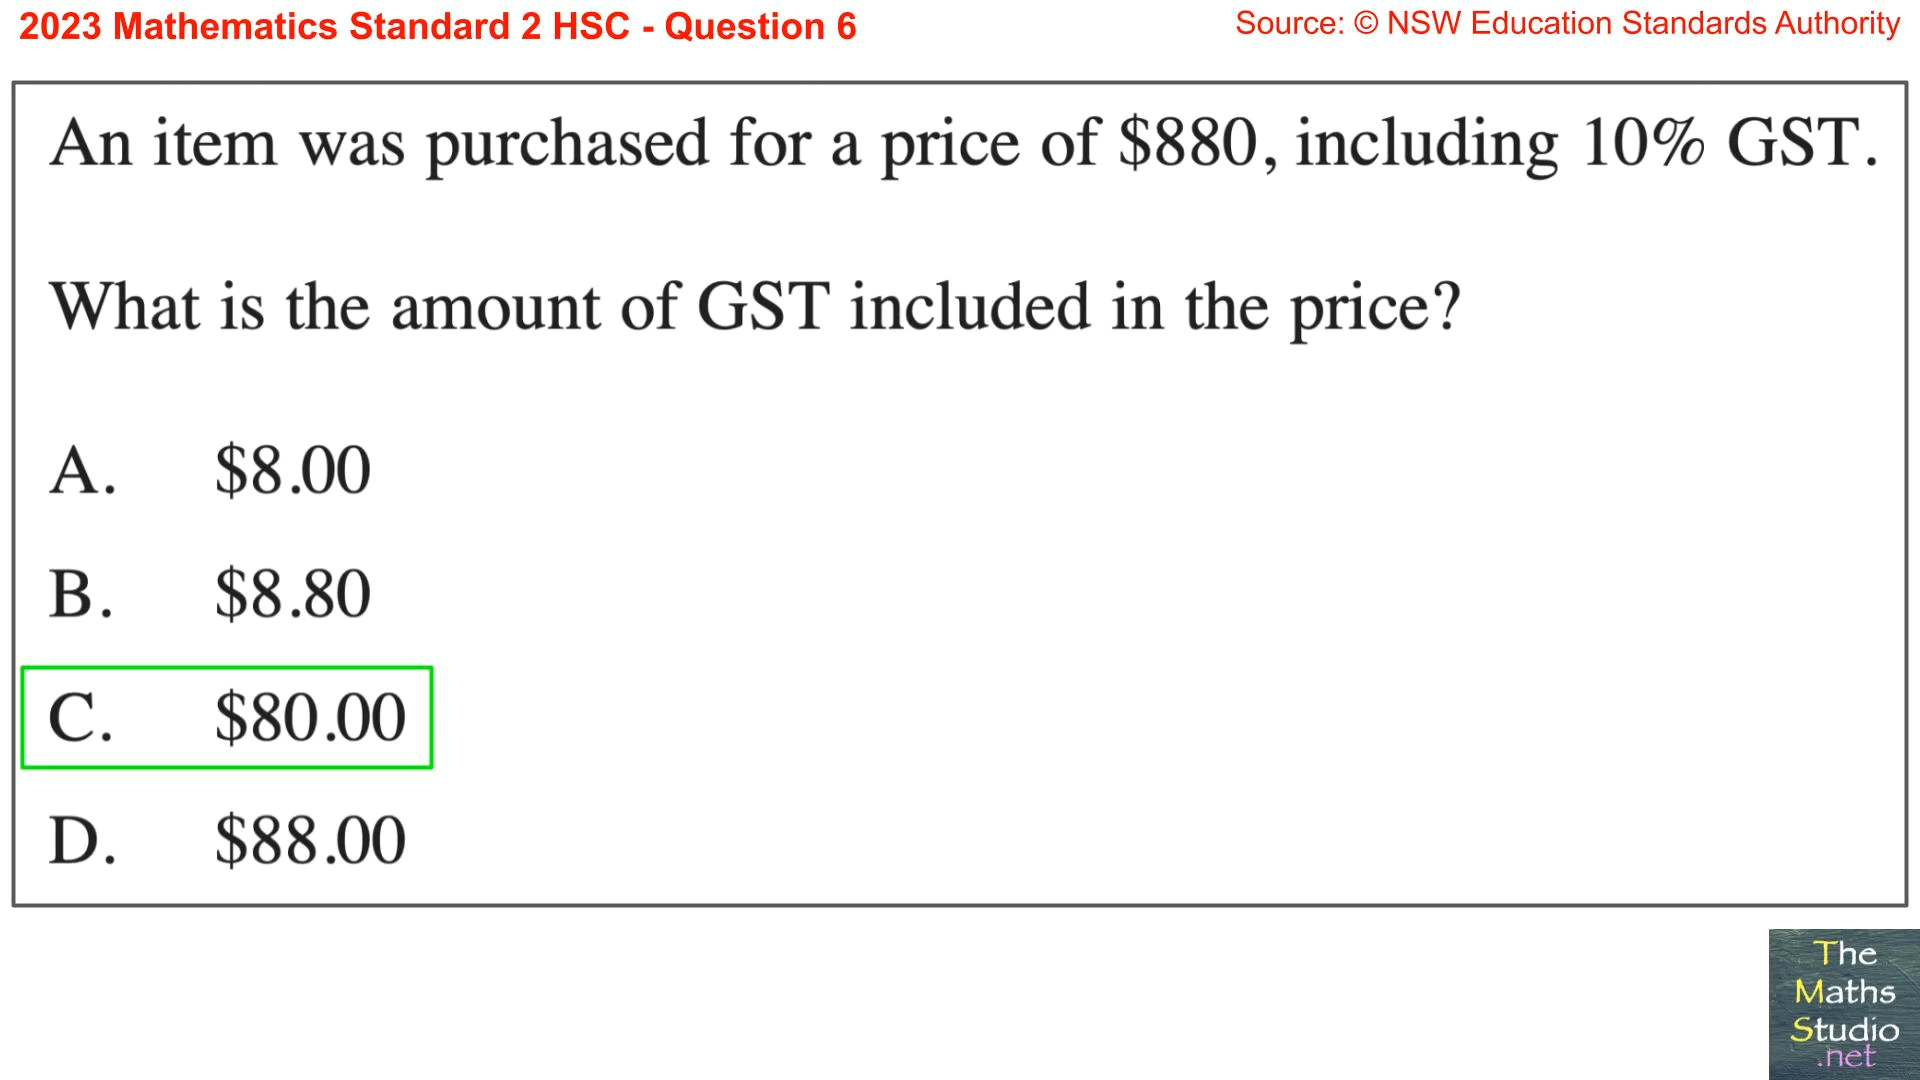 2023 Mathematics Standard 2 HSC - Question 6
Source: © NSW Education Standards Authority
An item was purchased for a price of $880, including 10% GST.
What is the amount of GST included in the price?
A. $8.00
B. $8.80
C. $80.00
D. $88.00
The
Maths
Studio
.net